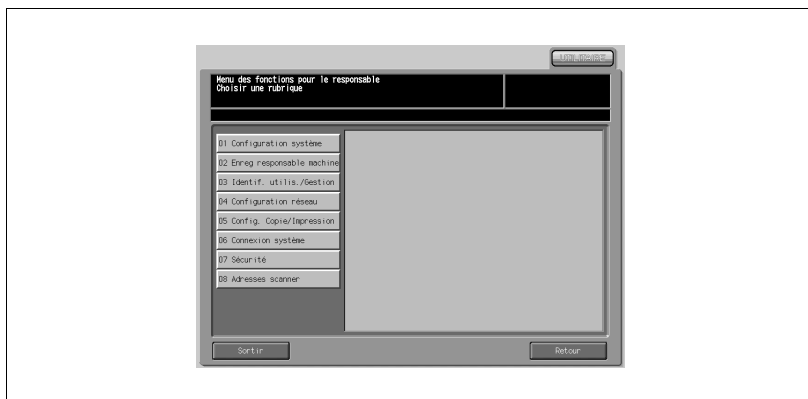 UTILITAIRE
Menu des fonctions pour le responsable
Choisir une rubrique
01 Configuration système
02 Enreg responsable machine
03 Identif. utilis./Gestion
04 Configuration réseau
05 Config. Copie/Impression
06 Connexion système
07 Sécurité
08 Adresses scanner
Sortir
Retour